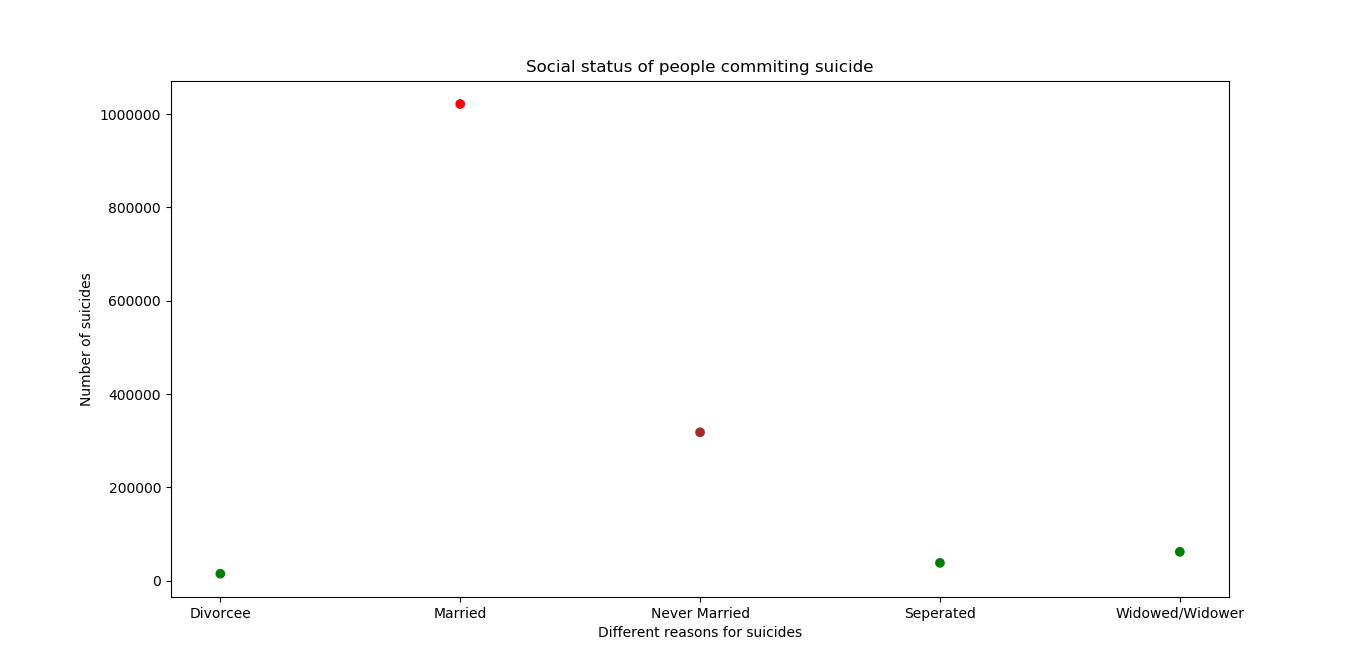 Social status of people commiting suicide
1000000
800000
600000
400000
200000
0
Number of suicides
Divorcee Married Never Married Seperated Widowed/Widower
Different reasons for suicides